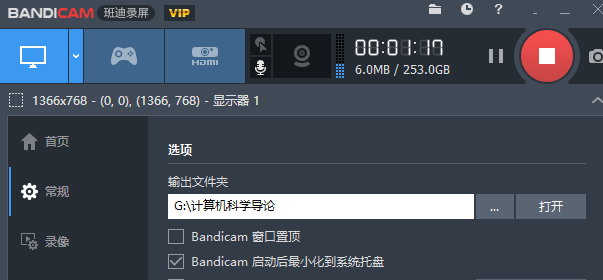 BANDICAM 班迪录屏 VIP
HDMI
00:01:17
6.0MB / 253.0GB
1366x768 - (0, 0), (1366, 768) - 显示器 1
首页
常规
录像
选项
输出文件夹
G:\计算机科学导论
...
打开
Bandicam 窗口置顶
Bandicam 启动后最小化到系统托盘